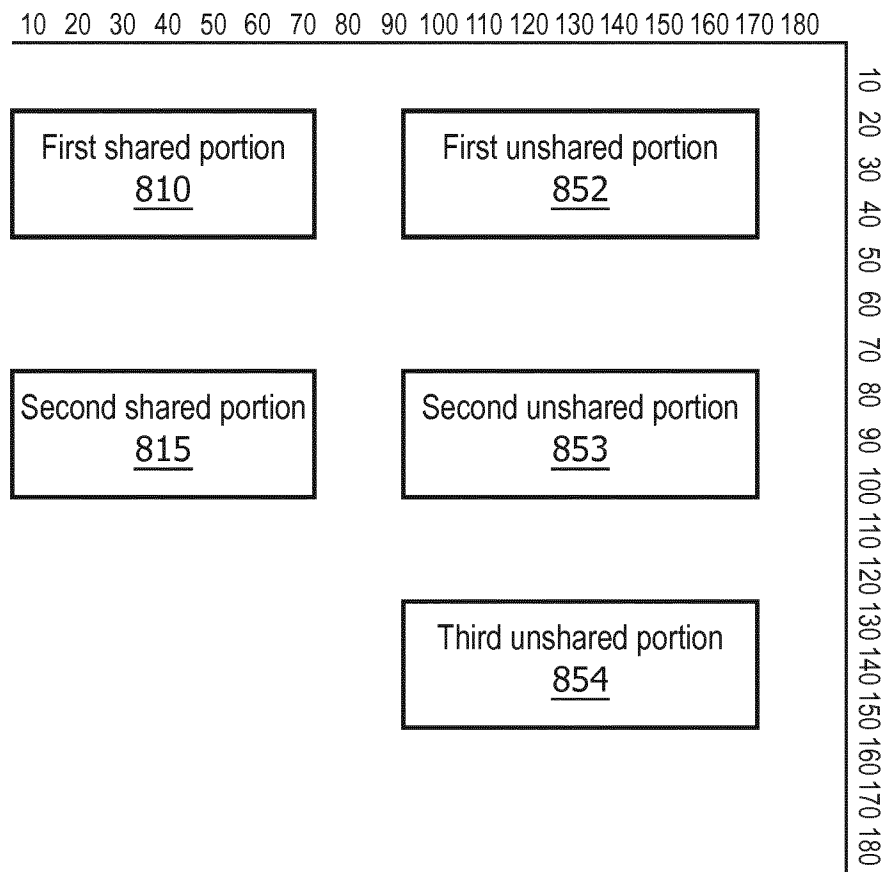 10 20 30 40 50 60 70 80 90 100 110 120 130 140 150 160 170 180
First shared portion
810
First unshared portion
852
Second shared portion
815
Second unshared portion
853
Third unshared portion
854
10 20 30 40 50 60 70 80 90 100 110 120 130 140 150 160 170 180